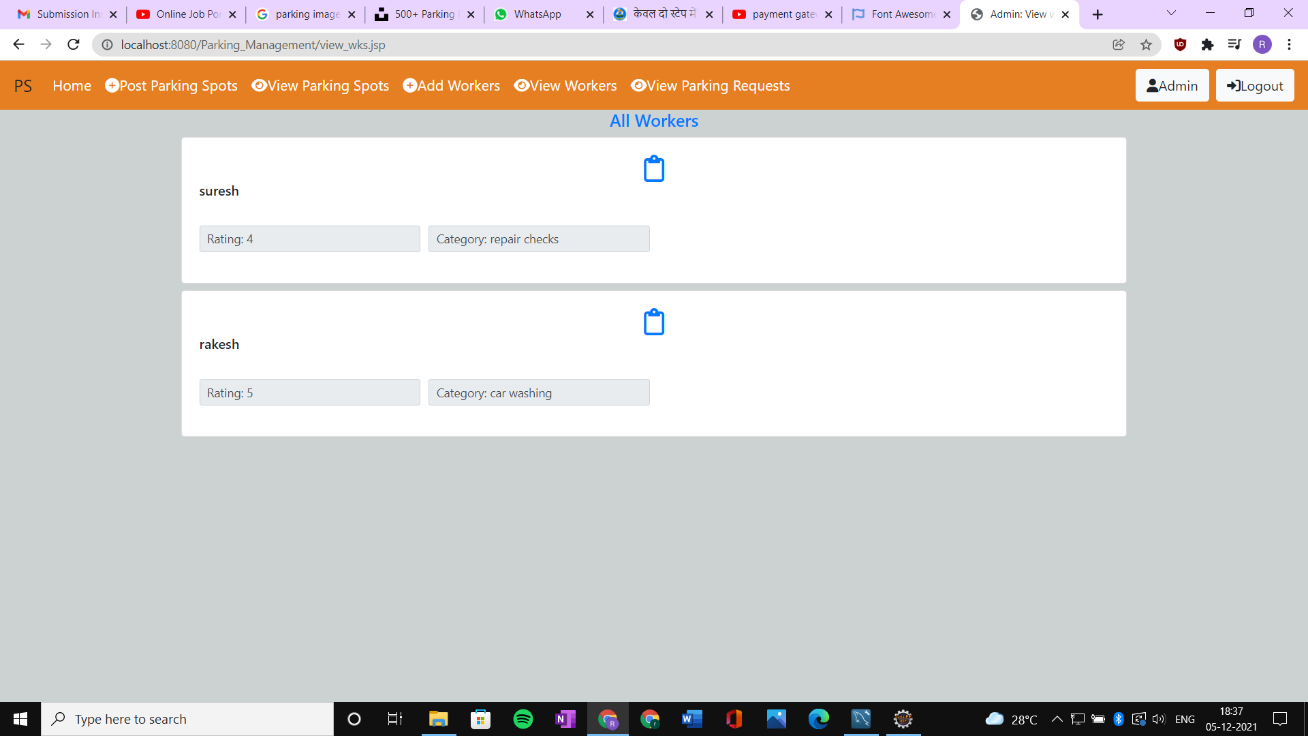 Submission In
Online Job Po
parking image
500+ Parking
WhatsApp
केवल दो स्टेप में
payment gate
Font Awesom
Admin: View
localhost:8080/Parking_Management/view_wks.jsp
R
PS Home Post Parking Spots View Parking Spots Add Workers View Workers View Parking Requests Admin Logout
All Workers
suresh
Rating: 4 Category: repair checks
rakesh
Rating: 5 Category: car washing
Type here to search
28°C
ENG
18:37
05-12-2021